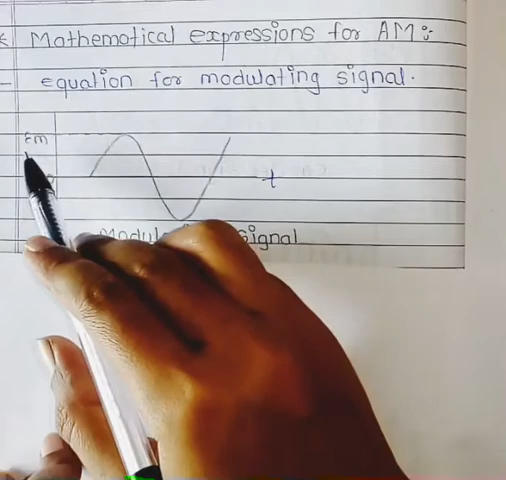 Mathematical expressions for AM:-
- equation for modulating signal.
Em
t
signal